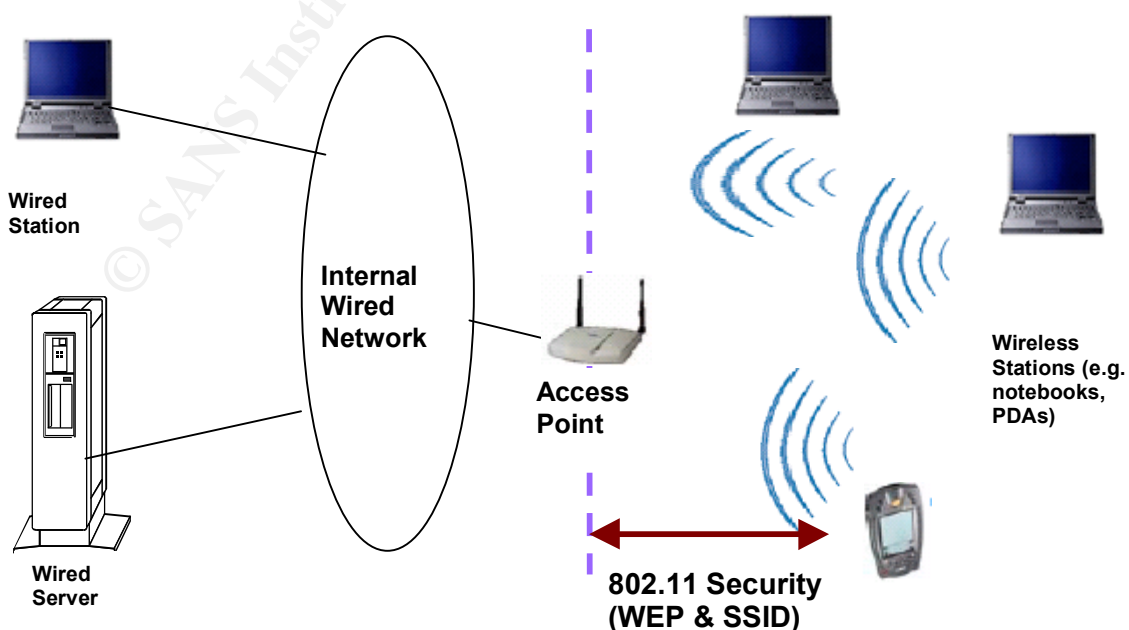 © SANS Insti
Wired
Station
Internal
Wired
Network
Access
Point
Wireless
Stations (e.g.
notebooks,
PDAs)
Wired
Server
802.11 Security
(WEP & SSID)